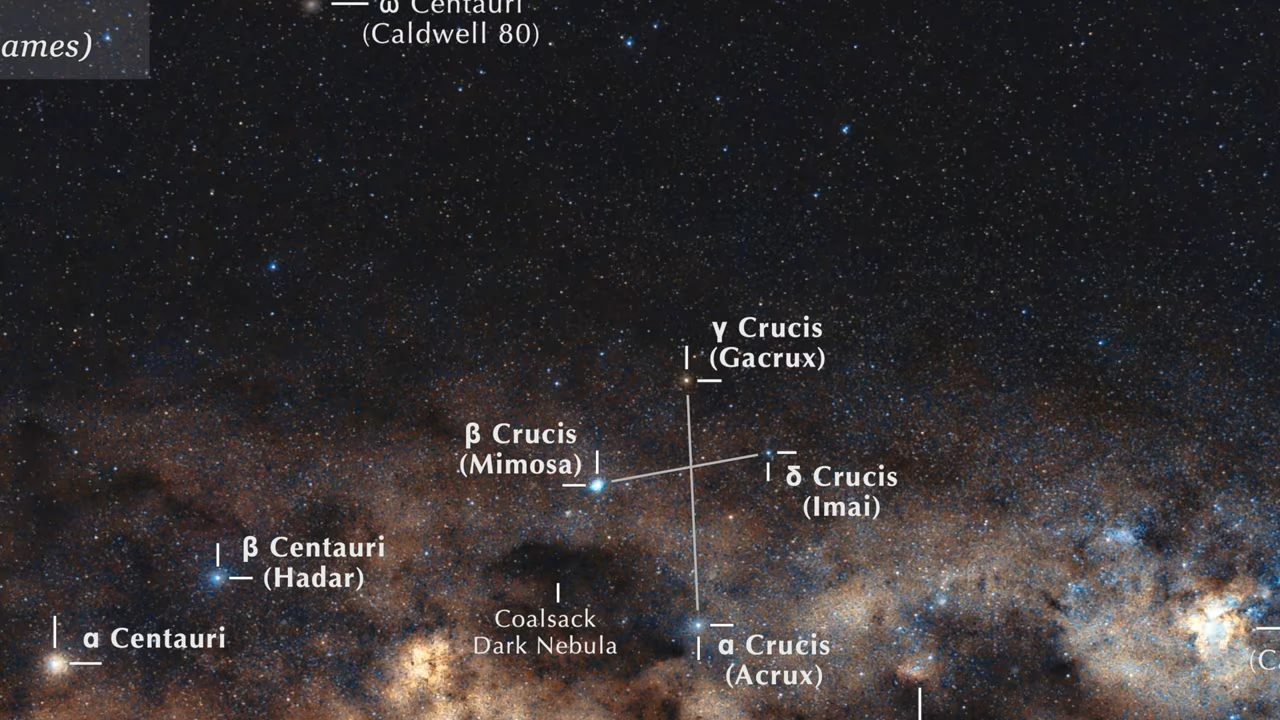 ω Centauri
(Caldwell 80)
ames)
γ Crucis
(Gacrux)
β Crucis
(Mimosa)
δ Crucis
(Imai)
β Centauri
(Hadar)
Coalsack
Dark Nebula
α Centauri
α Crucis
(Acrux)
(C